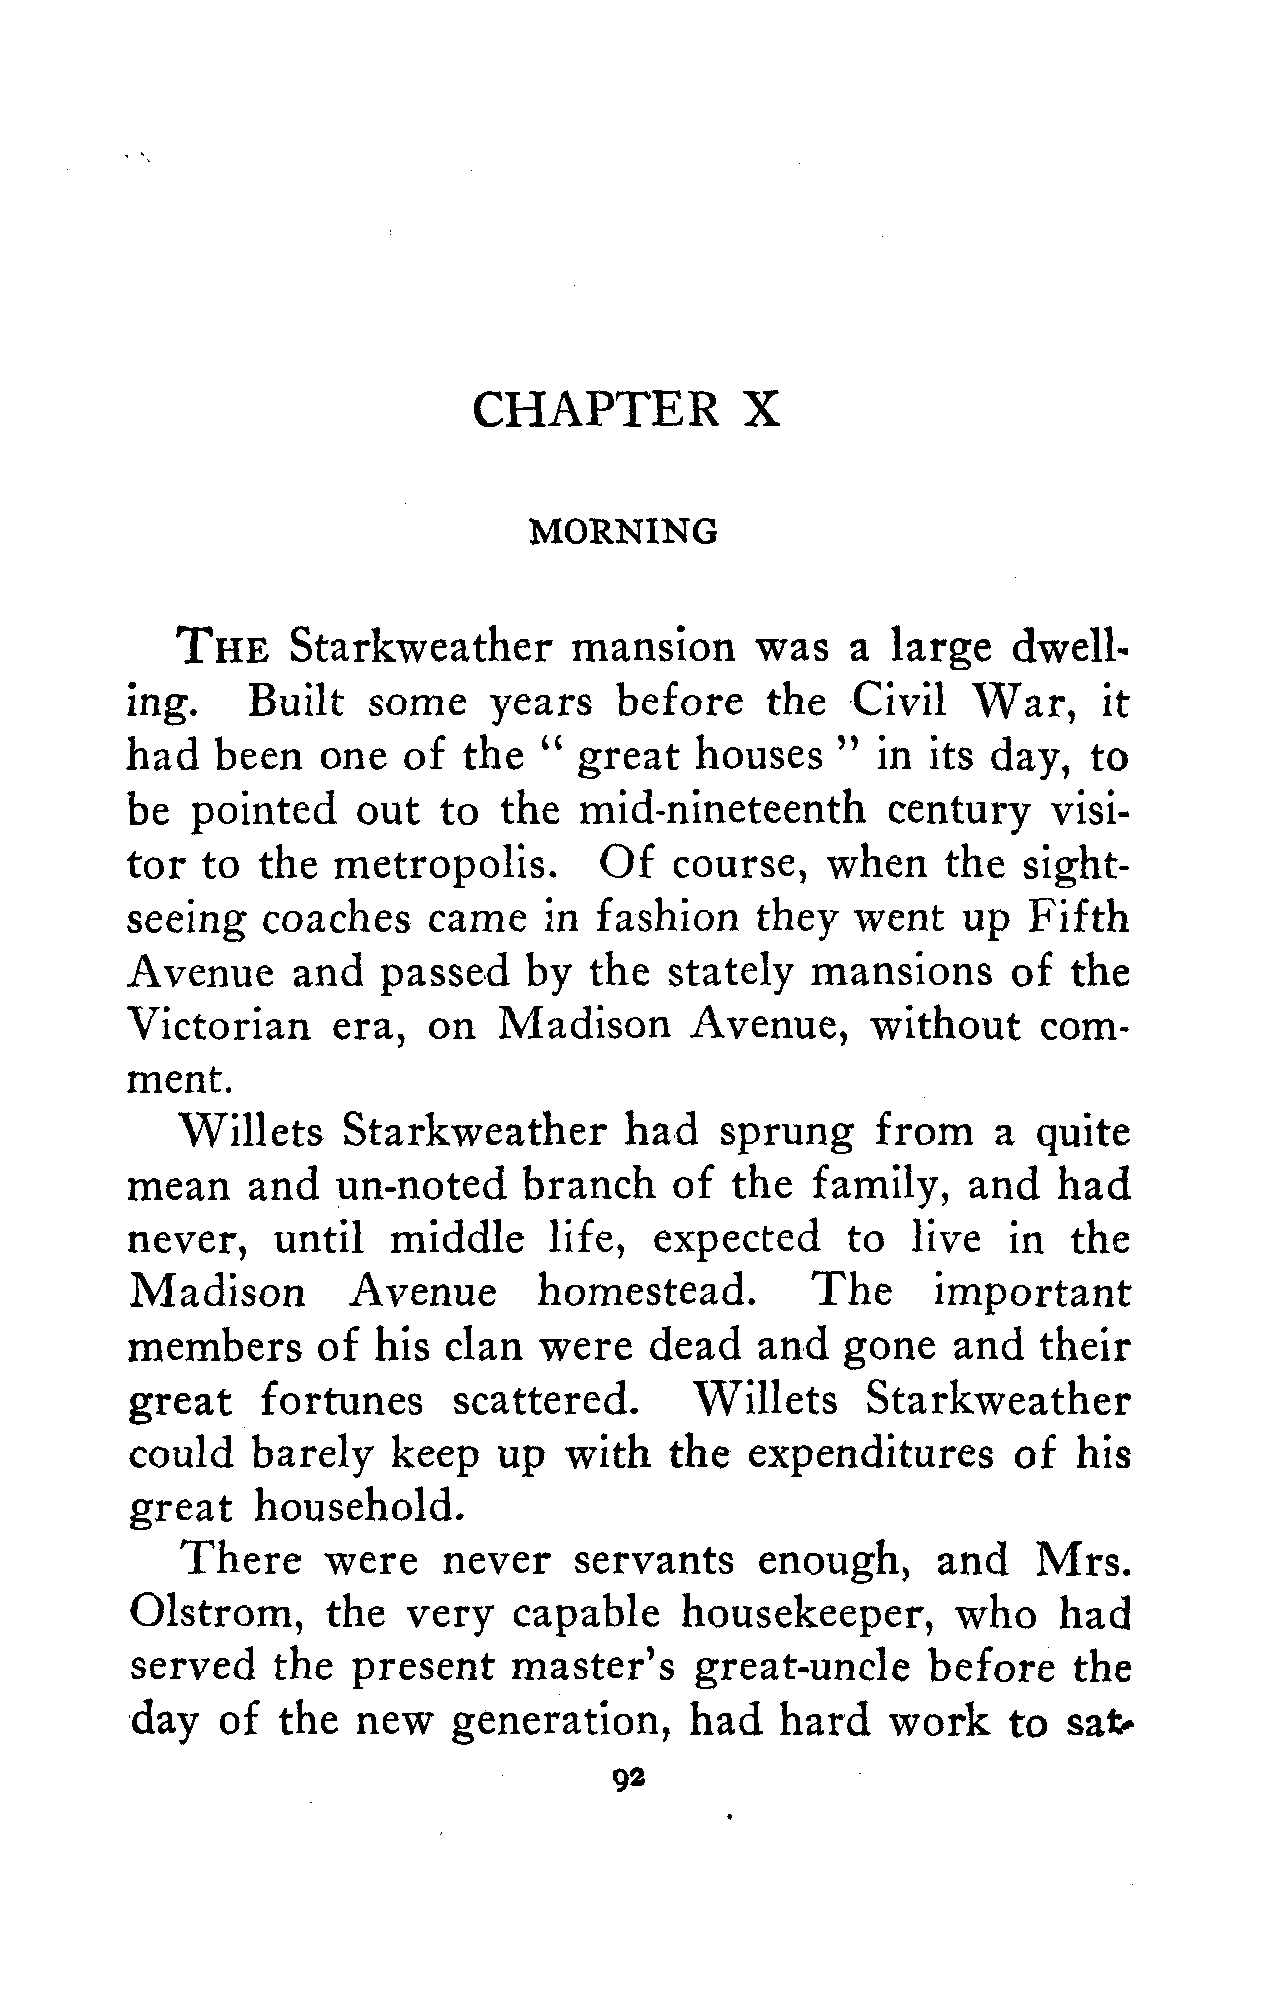 CHAPTER X
MORNING
THE Starkweather mansion was a large dwell-
ing. Built some years before the Civil War, it
had been one of the “ great houses ” in its day, to
be pointed out to the mid-nineteenth century visi-
tor to the metropolis. Of course, when the sight-
seeing coaches came in fashion they went up Fifth
Avenue and passed by the stately mansions of the
Victorian era, on Madison Avenue, without com-
ment.
Willets Starkweather had sprung from a quite
mean and un-noted branch of the family, and had
never, until middle life, expected to live in the
Madison Avenue homestead. The important
members of his clan were dead and gone and their
great fortunes scattered. Willets Starkweather
could barely keep up with the expenditures of his
great household.
There were never servants enough, and Mrs.
Olstrom, the very capable housekeeper, who had
served the present master’s great-uncle before the
day of the new generation, had hard work to sat-
92